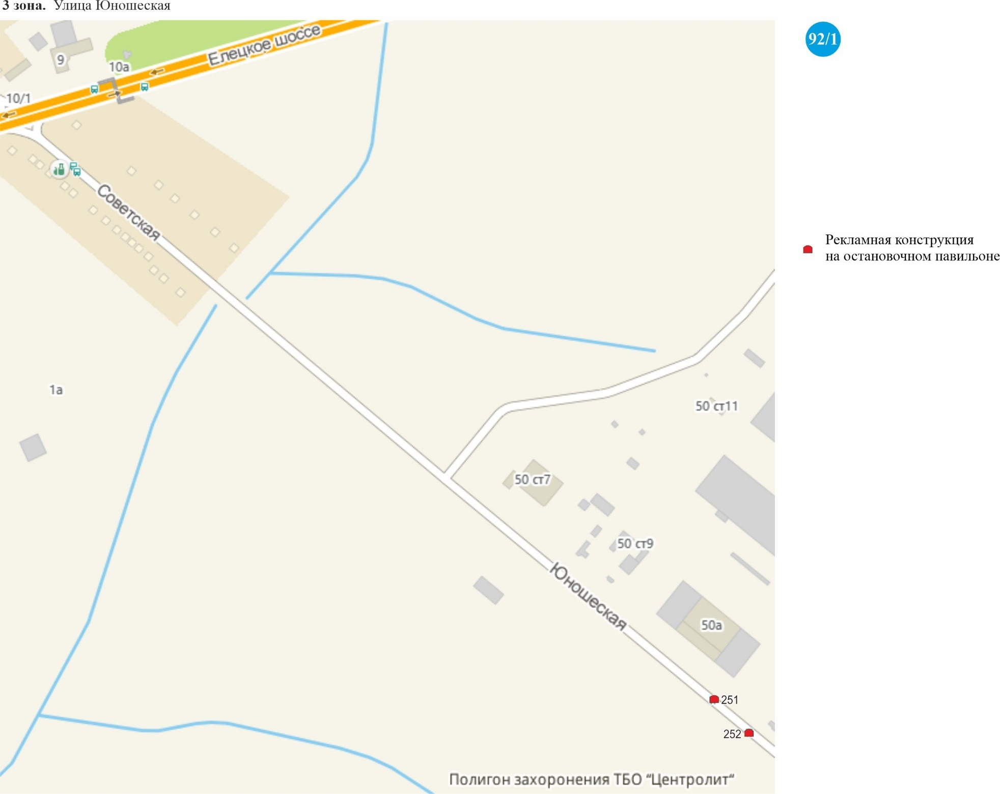 3 зона. Улица Юношеская
92/1
Елецкое шоссе
9
10а
10/1
Советская
Рекламная конструкция
на остановочном павильоне
1а
50 ст11
50 ст7
50 ст9
Юношеская
50а
251
252
Полигон захоронения ТБО “Центролит“